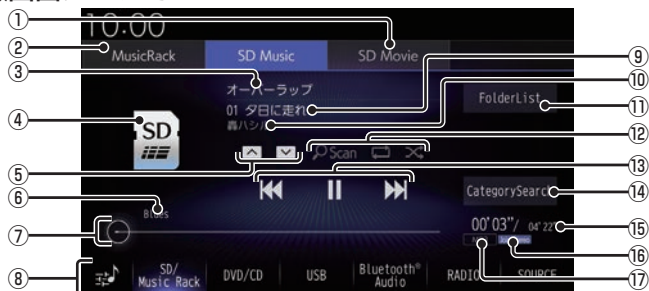 ①
10:00
②
MusicRack
SD Music
SD Movie
③
オーバーラップ
⑨
01 夕日に走れ
⑩
FolderList
⑪
④
SD
轟ハシル
⑫
Scan
⑤
⑬
CategorySearch
⑭
⑥
Blues
00'03"/ 04'22"
⑮
⑦
⑯
⑧
SD/
Music Rack
DVD/CD
USB
Bluetooth®
Audio
RADIO
SOURCE
⑰